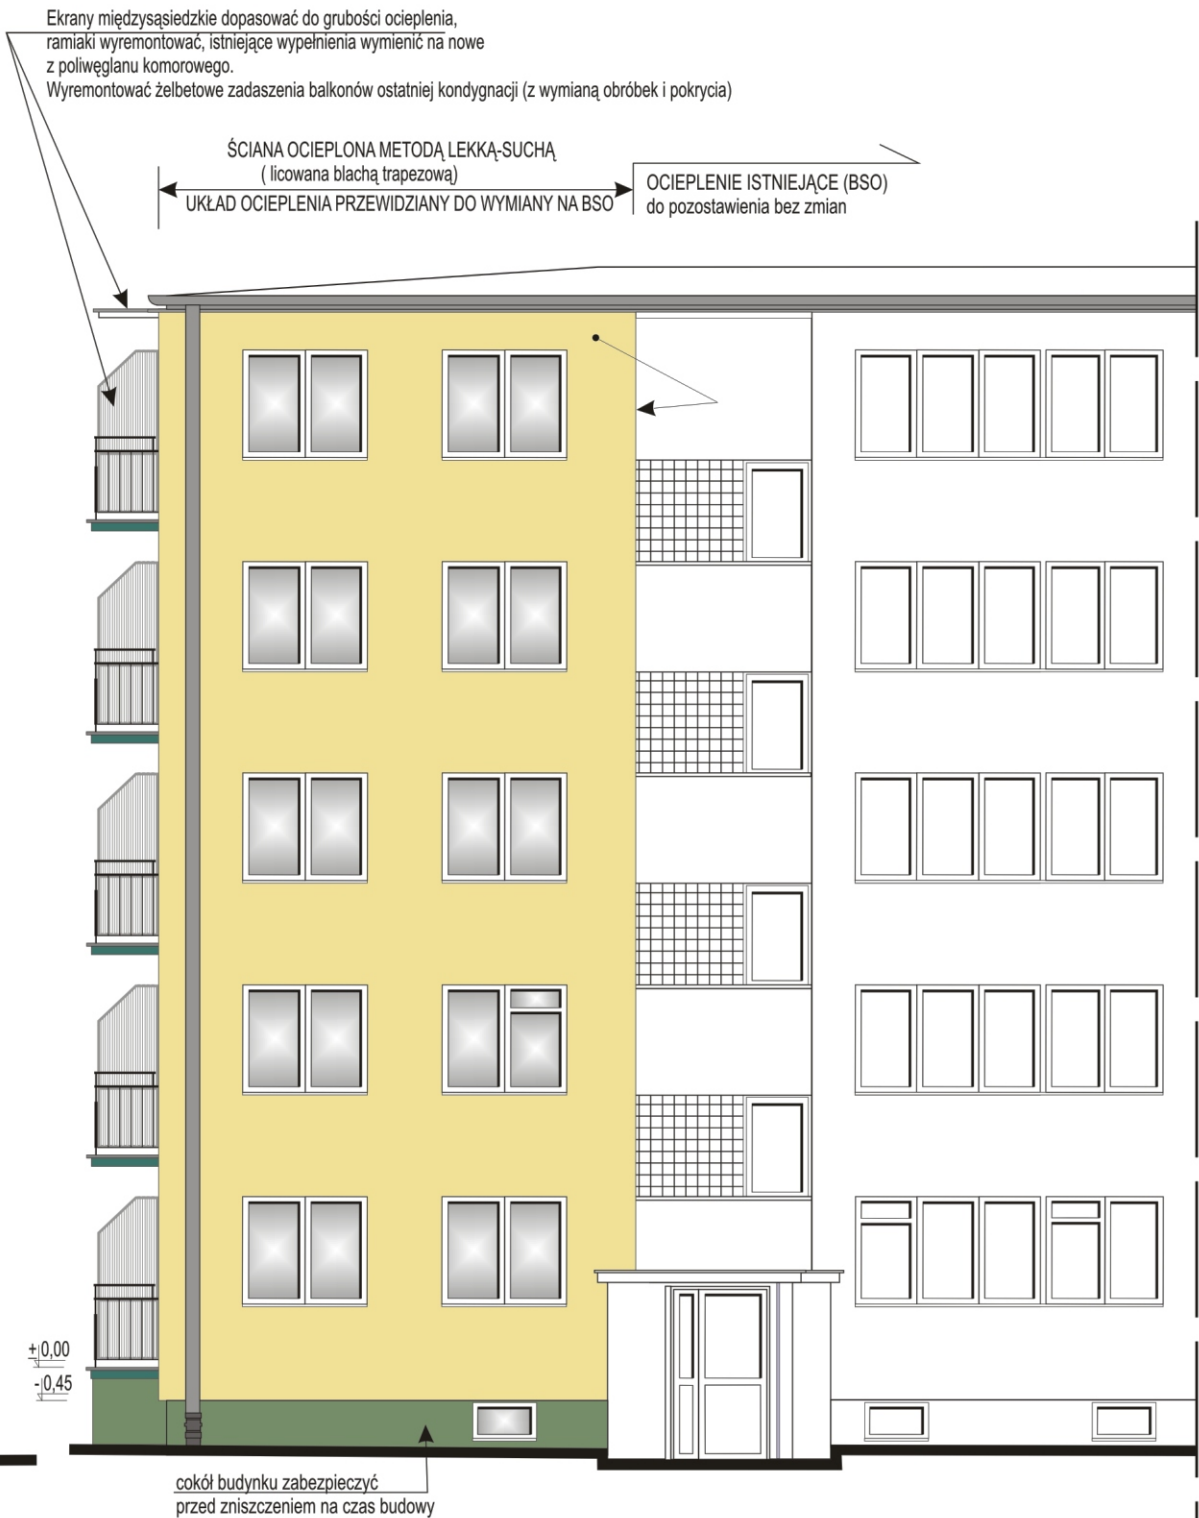 Ekrany międzysąsiedzkie dopasować do grubości ocieplenia,
ramiaki wyremontować, istniejące wypełnienia wymienić na nowe
z poliwęglanu komorowego.
Wyremontować żelbetowe zadaszenia balkonów ostatniej kondygnacji (z wymianą obróbek i pokrycia)
ŚCIANA OCIEPLONA METODĄ LEKKĄ-SUCHĄ
( licowana blachą trapezową)
UKŁAD OCIEPLENIA PRZEWIDZIANY DO WYMIANY NA BSO
OCIEPLENIE ISTNIEJĄCE (BSO)
do pozostawienia bez zmian
±0,00
-0,45
cokół budynku zabezpieczyć
przed zniszczeniem na czas budowy